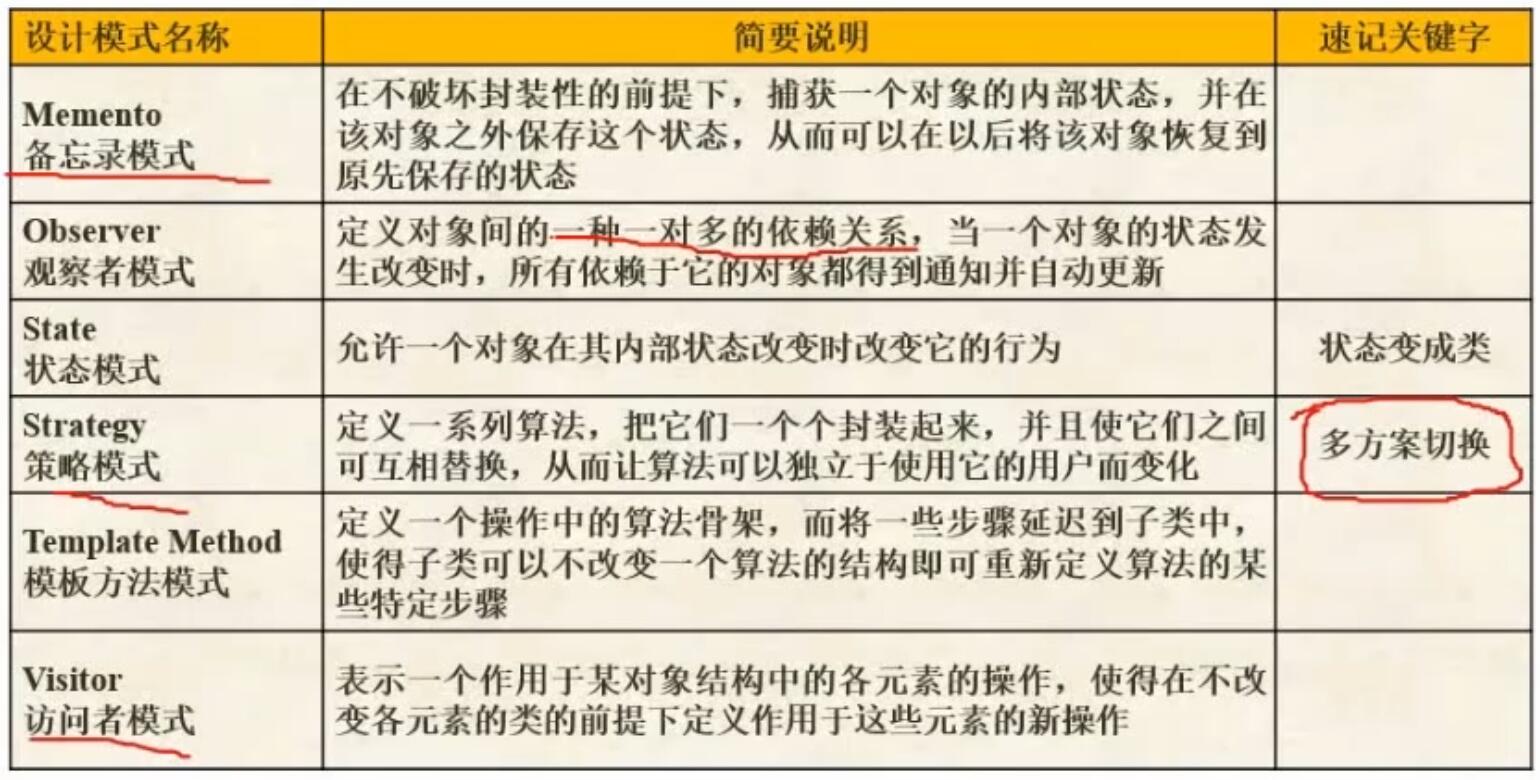 设计模式名称 简要说明 速记关键字
Memento
备忘录模式
在不破坏封装性的前提下，捕获一个对象的内部状态，并在
该对象之外保存这个状态，从而可以在以后将该对象恢复到
原先保存的状态
Observer
观察者模式
定义对象间的一种一对多的依赖关系，当一个对象的状态发
生改变时，所有依赖于它的对象都得到通知并自动更新
State
状态模式
允许一个对象在其内部状态改变时改变它的行为
状态变成类
Strategy
策略模式
定义一系列算法，把它们一个个封装起来，并且使它们之间
可互相替换，从而让算法可以独立于使用它的用户而变化
多方案切换
Template Method
模板方法模式
定义一个操作中的算法骨架，而将一些步骤延迟到子类中，
使得子类可以不改变一个算法的结构即可重新定义算法的某
些特定步骤
Visitor
访问者模式
表示一个作用于某对象结构中的各元素的操作，使得在不改
变各元素的类的前提下定义作用于这些元素的新操作